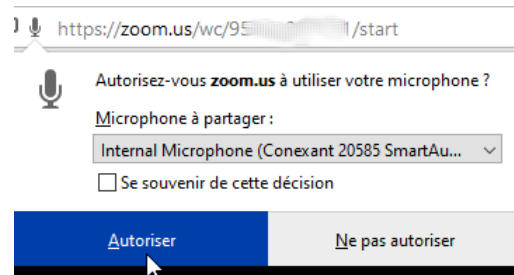 https://zoom.us/wc/95 1/start
Autorisez-vous zoom.us à utiliser votre microphone ?
Microphone à partager :
Internal Microphone (Conexant 20585 SmartAu...
Se souvenir de cette décision
Autoriser
Ne pas autoriser